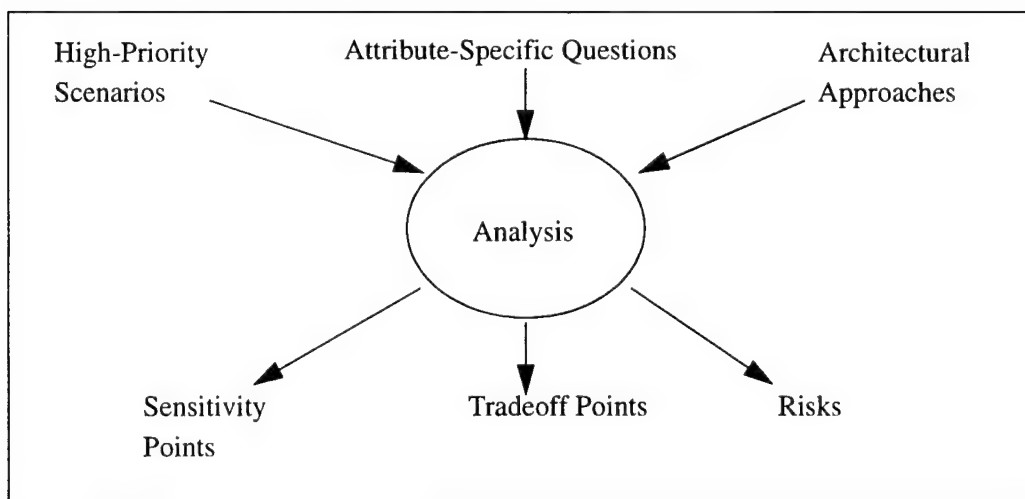 High-Priority
Scenarios
Attribute-Specific Questions
Architectural
Approaches
Analysis
Sensitivity
Points
Tradeoff Points
Risks